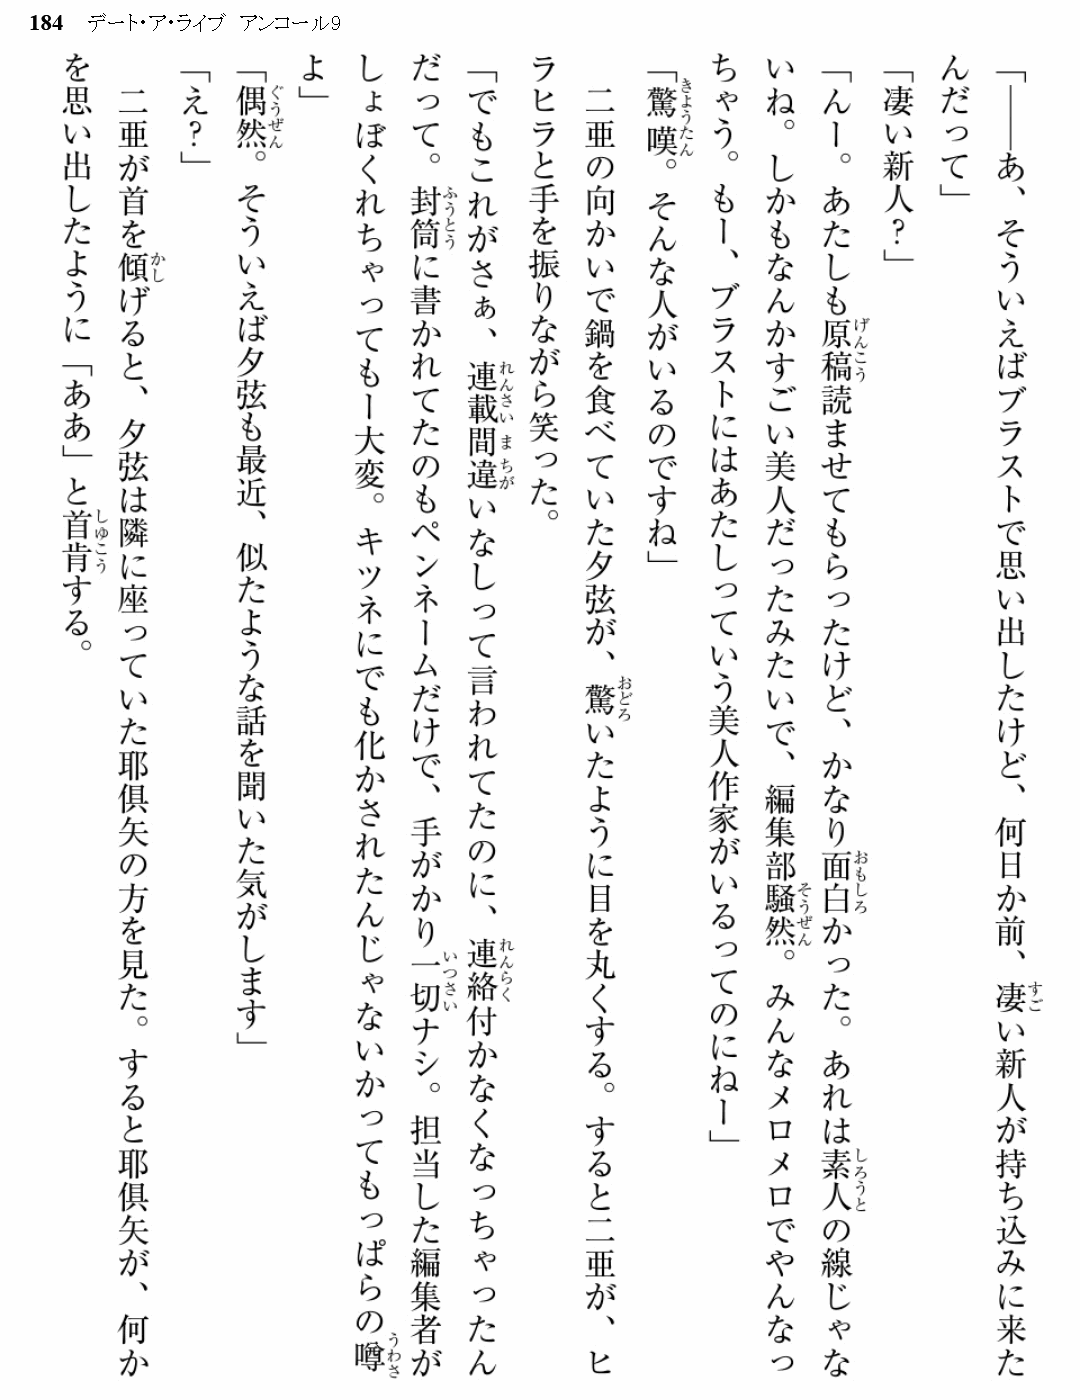 184 デート・ア・ライブ アンコール9
「――あ、そういえばブラストで思い出したけど、何日か前、凄い新人が持ち込みに来た
んだって」
「凄い新人？」
「んー。あたしも原稿読ませてもらったけど、かなり面白かった。あれは素人の線じゃな
いね。しかもなんかすごい美人だったみたいで、編集部騒然。みんなメロメロでやんなっ
ちゃう。もー、ブラストにはあたしっていう美人作家がいるってのにねー」
「驚嘆。そんな人がいるのですね」
　二亜の向かいで鍋を食べていた夕弦が、驚いたように目を丸くする。すると二亜が、ヒ
ラヒラと手を振りながら笑った。
「でもこれがさぁ、連載間違いなしって言われてたのに、連絡付かなくなっちゃったん
だって。封筒に書かれてたのもペンネームだけで、手がかり一切ナシ。担当した編集者が
しょぼくれちゃってもー大変。キツネにでも化かされたんじゃないかってもっぱらの噂
よ」
「偶然。そういえば夕弦も最近、似たような話を聞いた気がします」
「え？」
　二亜が首を傾げると、夕弦は隣に座っていた耶倶矢の方を見た。すると耶倶矢が、何か
を思い出したように「ああ」と首肯する。